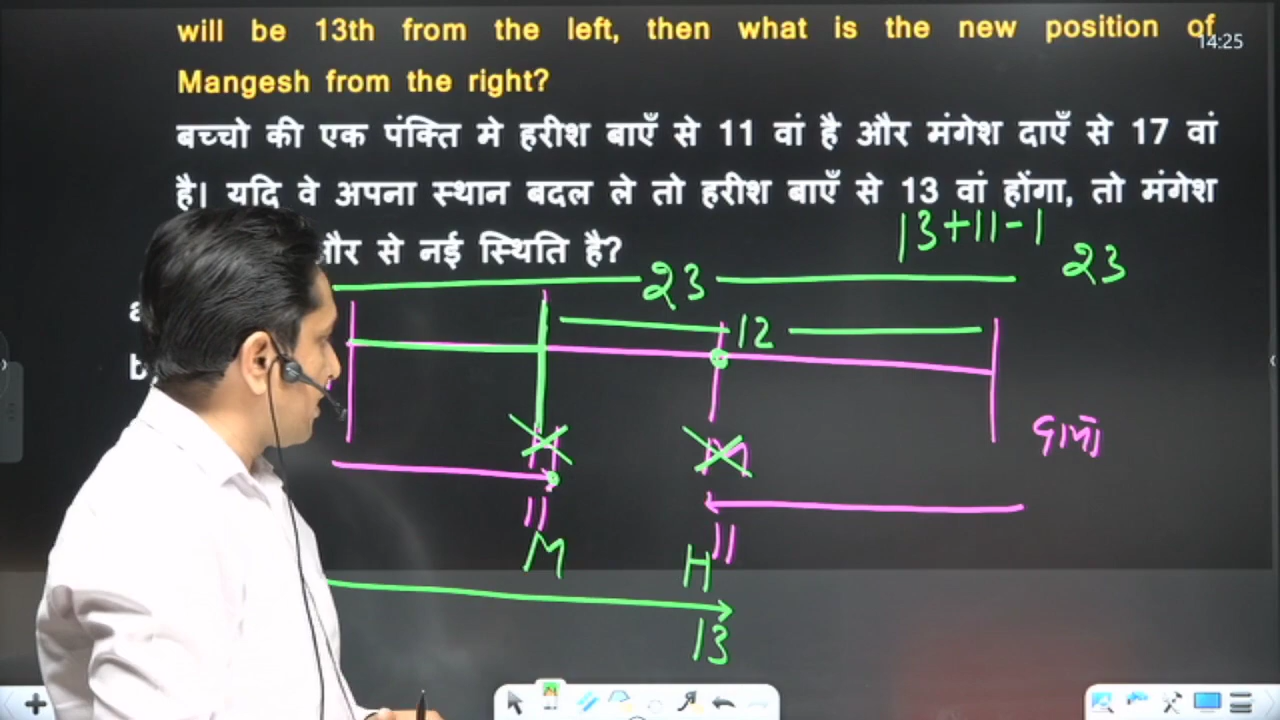 will be 13th from the left, then what is the new position of
14:25
Mangesh from the right?
बच्चो की एक पंक्ति मे हरीश बाएँ से 11 वां है और मंगेश दाएँ से 17 वां
है। यदि वे अपना स्थान बदल ले तो हरीश बाएँ से 13 वां होंगा, तो मंगेश
और से नई स्थिति है?
13+11-1
23
23
12
11
11
M
H
13